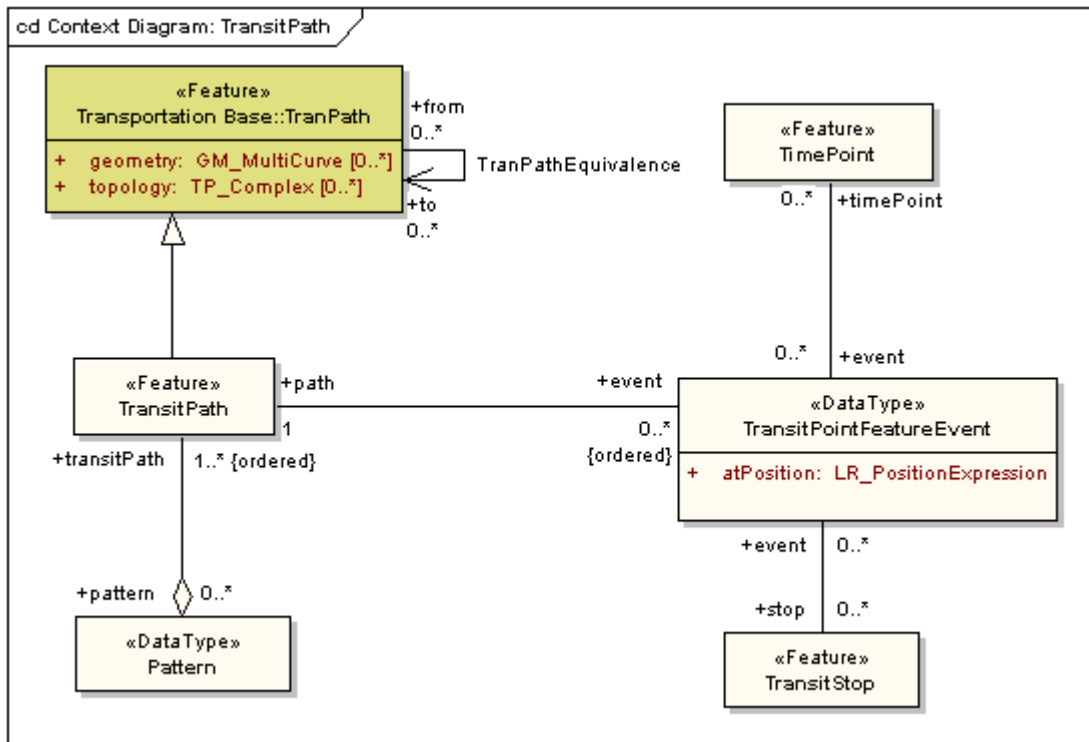 cd Context Diagram: TransitPath
«Feature»
Transportation Base::TranPath
+ geometry: GM_MultiCurve [0..*]
+ topology: TP_Complex [0..*]
+from
0..*
TranPathEquivalence
+to
0..*
«Feature»
TimePoint
0..*
+timePoint
0..*
+event
«Feature»
TransitPath
+path
1
+event
0..*
{ordered}
«DataType»
TransitPointFeatureEvent
+ atPosition: LR_PositionExpression
+transitPath
1..* {ordered}
+event
0..*
+pattern
0..*
+stop
0..*
«DataType»
Pattern
«Feature»
TransitStop